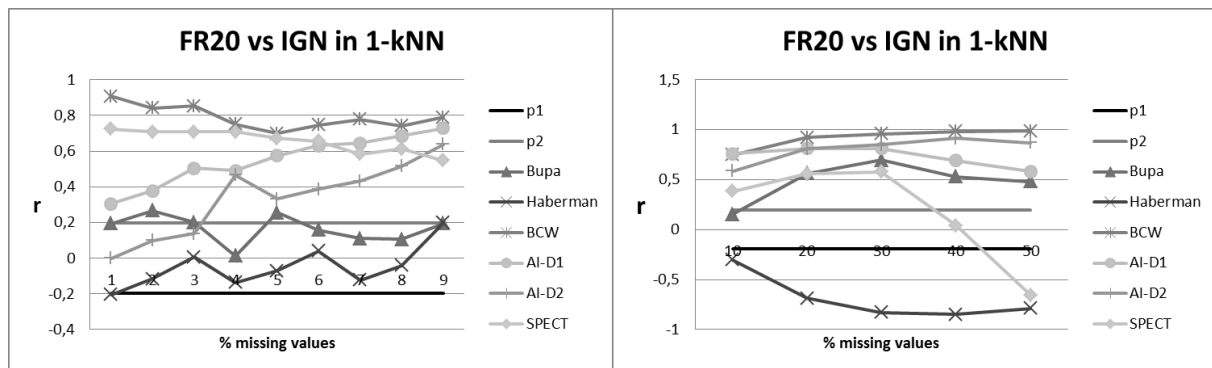 FR20 vs IGN in 1-kNN
1
0,8
0,6
0,4
0,2
0
-0,2
-0,4
r
1 2 3 4 5 6 7 8 9
% missing values
p1
p2
Bupa
Haberman
BCW
AI-D1
AI-D2
SPECT
FR20 vs IGN in 1-kNN
1,5
1
0,5
0
-0,5
-1
r
10 20 30 40 50
% missing values
p1
p2
Bupa
Haberman
BCW
AI-D1
AI-D2
SPECT